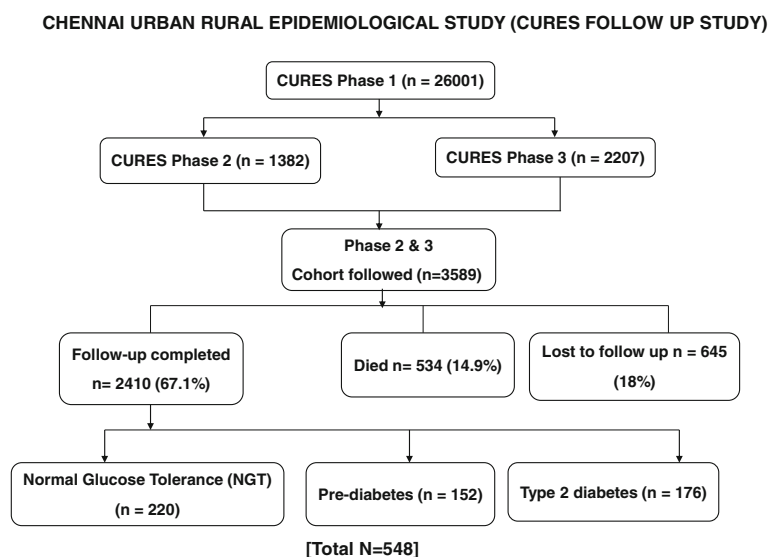 CHENNAI URBAN RURAL EPIDEMIOLOGICAL STUDY (CURES FOLLOW UP STUDY)
CURES Phase 1 (n = 26001)
CURES Phase 2 (n = 1382)
CURES Phase 3 (n = 2207)
Phase 2 & 3
Cohort followed (n=3589)
Follow-up completed
n= 2410 (67.1%)
Died n= 534 (14.9%)
Lost to follow up n = 645
(18%)
Normal Glucose Tolerance (NGT)
(n = 220)
Pre-diabetes (n = 152)
Type 2 diabetes (n = 176)
[Total N=548]